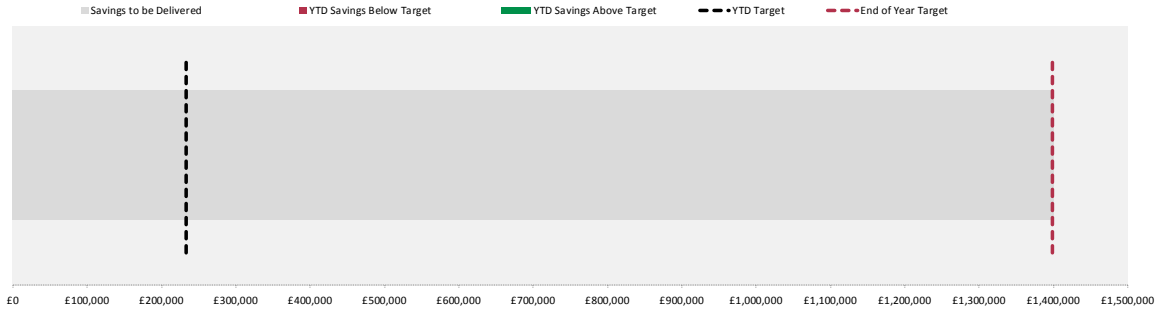 Savings to be Delivered YTD Savings Below Target YTD Savings Above Target YTD Target End of Year Target
£0 £100,000 £200,000 £300,000 £400,000 £500,000 £600,000 £700,000 £800,000 £900,000 £1,000,000 £1,100,000 £1,200,000 £1,300,000 £1,400,000 £1,500,000